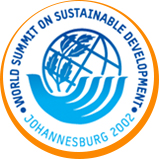 • WORLD SUMMIT ON SUSTAINABLE DEVELOPMENT •
JOHANNESBURG 2002